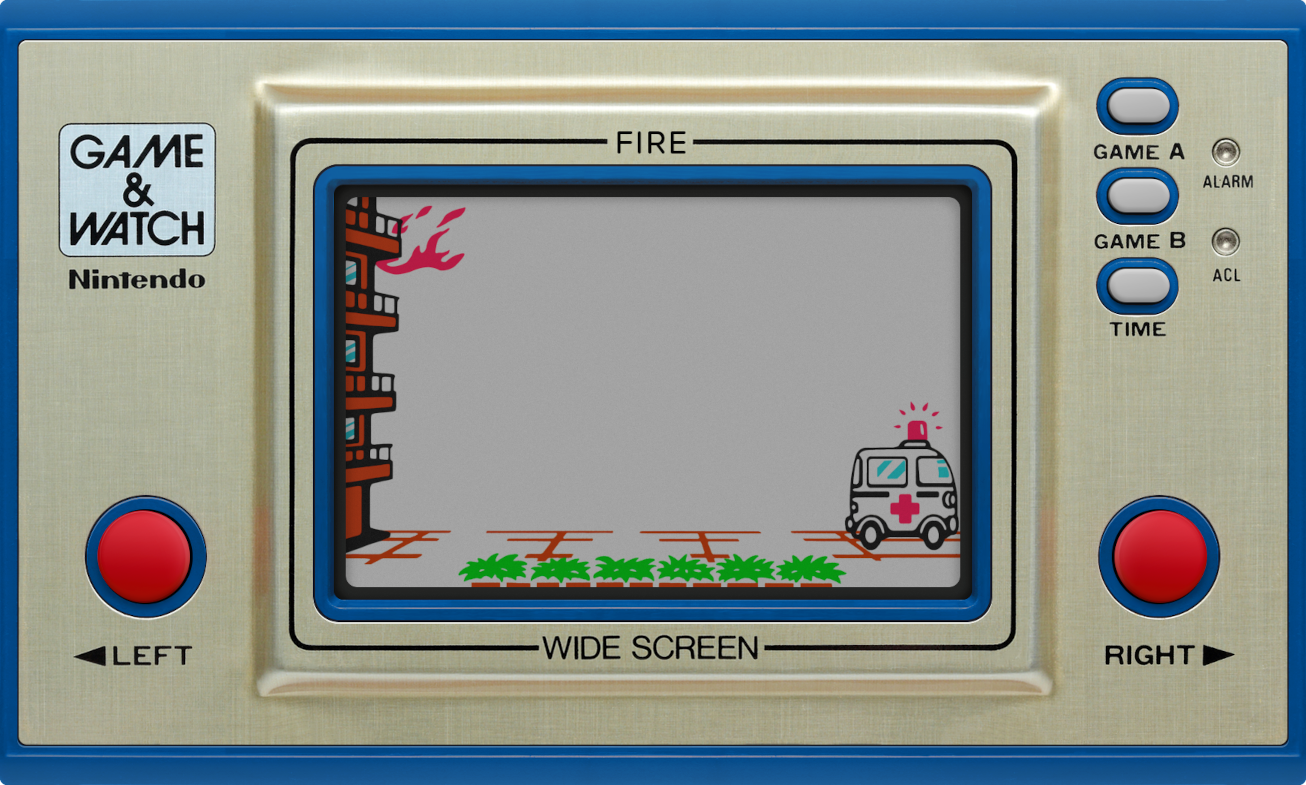 GAME
&
WATCH
Nintendo
FIRE
WIDE SCREEN
GAME A
ALARM
GAME B
ACL
TIME
◀LEFT
RIGHT▶